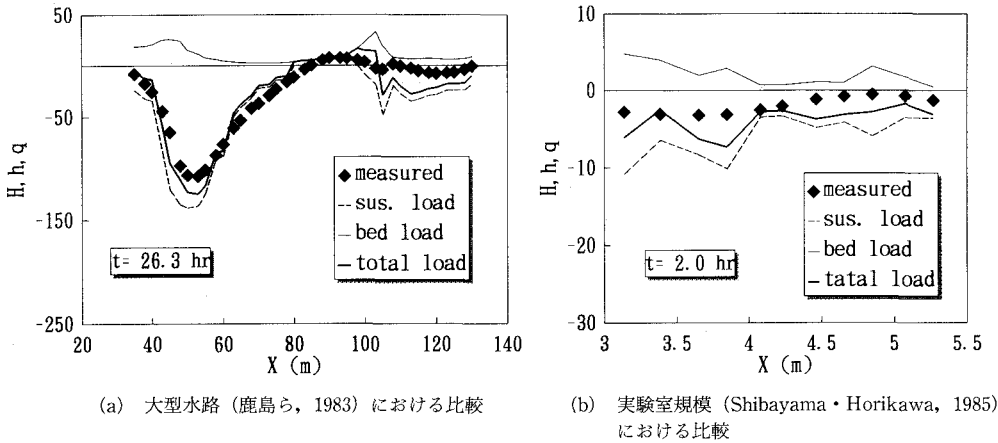 50
-50
-150
-250
H, h, q
measured
sus. load
bed load
total load
t= 26.3 hr
20 40 60 80 100 120 140
X (m)
(a) 大型水路 (鹿島ら, 1983) における比較
10
0
-10
-20
-30
H, h, q
measured
sus. load
bed load
tatal load
t= 2.0 hr
3 3.5 4 4.5 5 5.5
X (m)
(b) 実験室規模 (Shibayama・Horikawa, 1985)
における比較